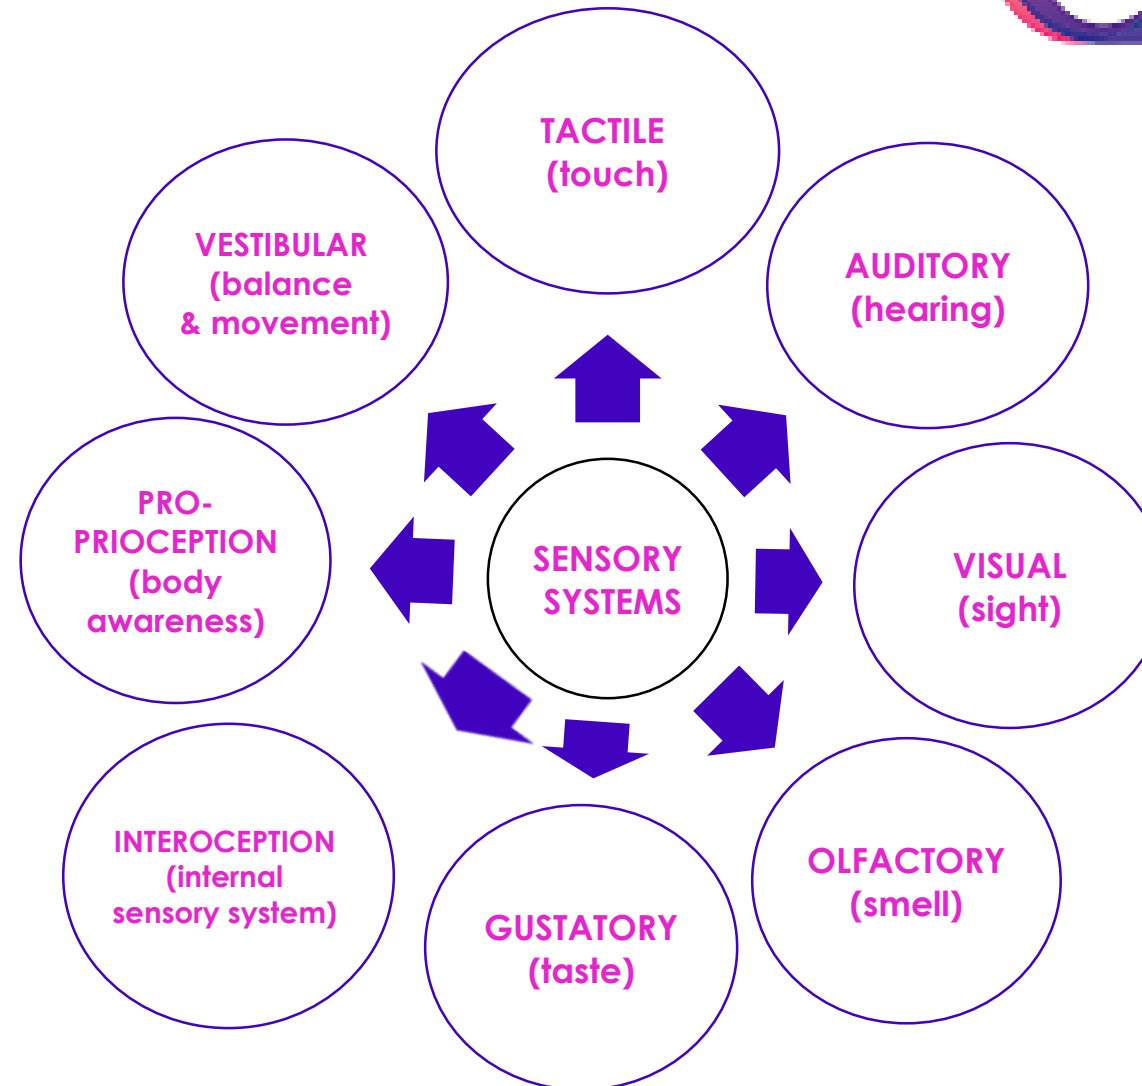 TACTILE
(touch)
AUDITORY
(hearing)
VISUAL
(sight)
OLFACTORY
(smell)
GUSTATORY
(taste)
INTEROCEPTION
(internal
sensory system)
PRO-
PRIOCEPTION
(body
awareness)
VESTIBULAR
(balance
& movement)
SENSORY
SYSTEMS